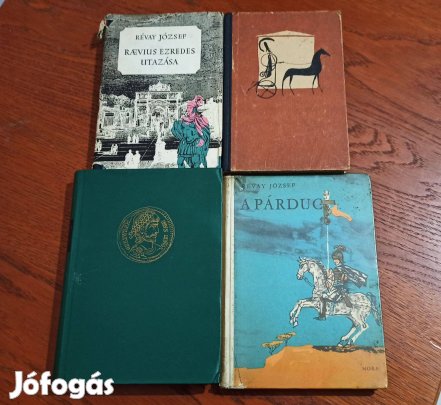 RÉVAY JÓZSEF
RAEVIUS EZREDES
UTAZÁSA
RÉVAY JÓZSEF
A PÁRDUC
MÓRA
Jófogás